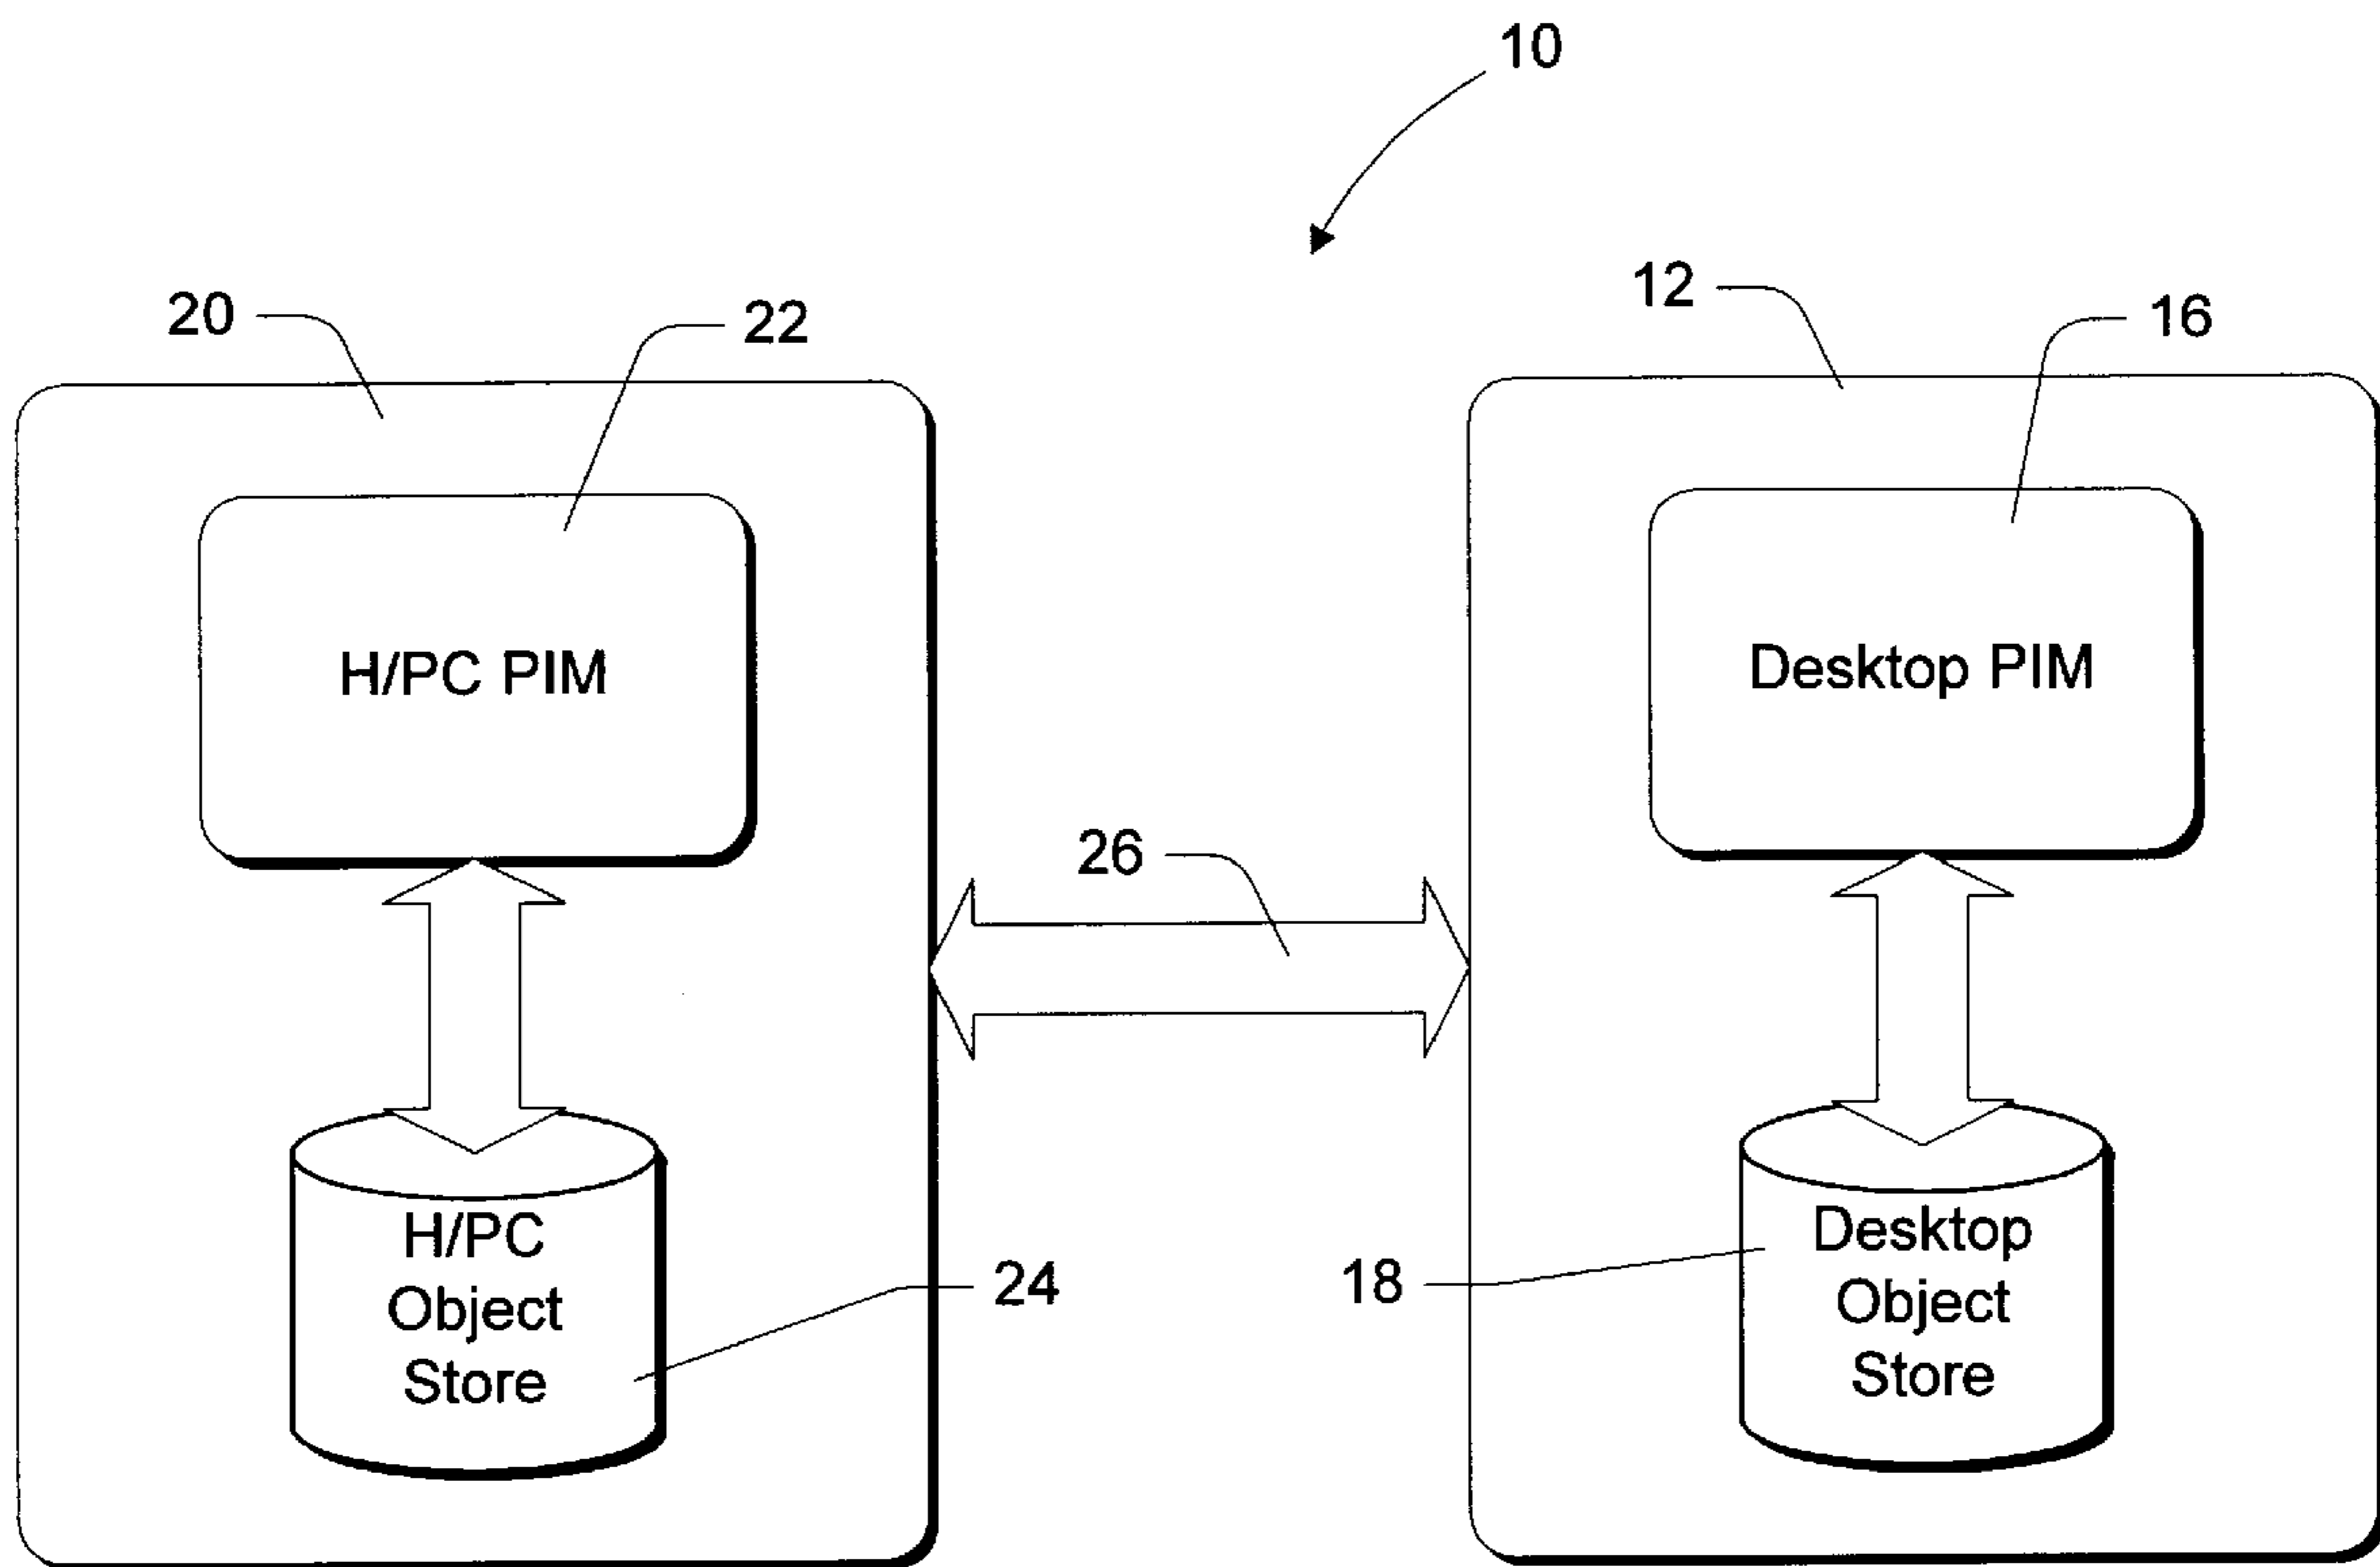 10
20
22
12
16
H/PC PIM
Desktop PIM
26
H/PC
Object
Store
24
18
Desktop
Object
Store